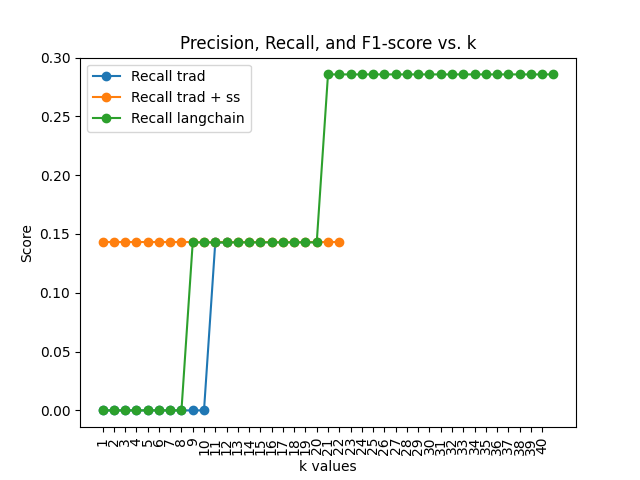 Precision, Recall, and F1-score vs. k
0.30
0.25
0.20
0.15
0.10
0.05
0.00
Score
Recall trad
Recall trad + ss
Recall langchain
1 2 3 4 5 6 7 8 9 10 11 12 13 14 15 16 17 18 19 20 21 22 23 24 25 26 27 28 29 30 31 32 33 34 35 36 37 38 39 40
k values